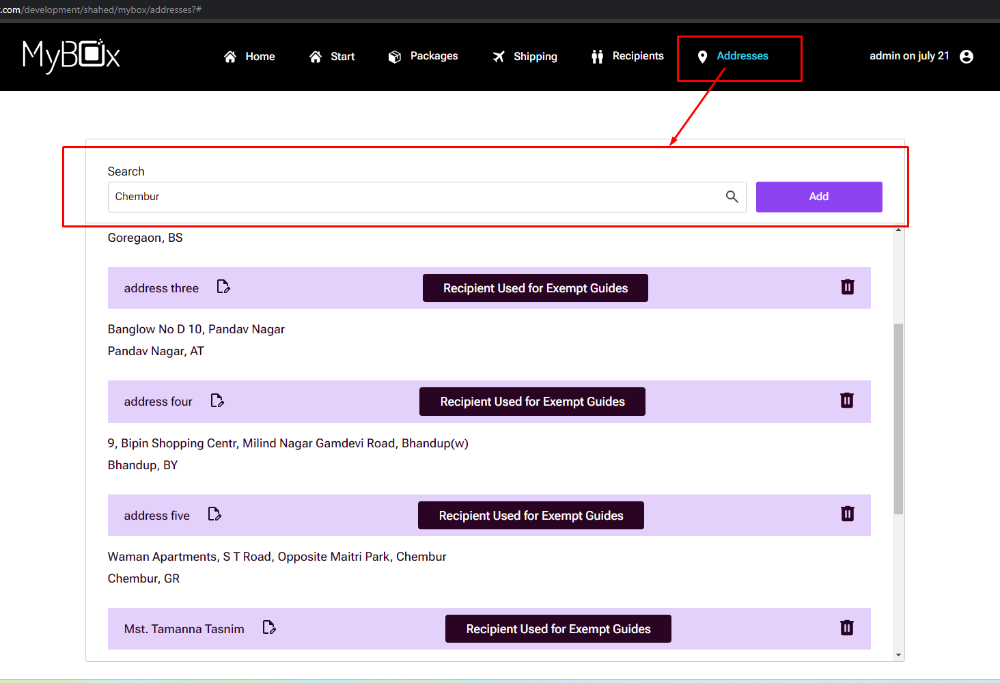 .com/development/shahed/mybox/addresses?#
MyBOx
Home
Start
Packages
Shipping
Recipients
Addresses
admin on july 21
Search
Chembur
Add
Goregaon, BS
address three
Recipient Used for Exempt Guides
Banglow No D 10, Pandav Nagar
Pandav Nagar, AT
address four
Recipient Used for Exempt Guides
9, Bipin Shopping Centr, Milind Nagar Gamdevi Road, Bhandup(w)
Bhandup, BY
address five
Recipient Used for Exempt Guides
Waman Apartments, S T Road, Opposite Maitri Park, Chembur
Chembur, GR
Mst. Tamanna Tasnim
Recipient Used for Exempt Guides